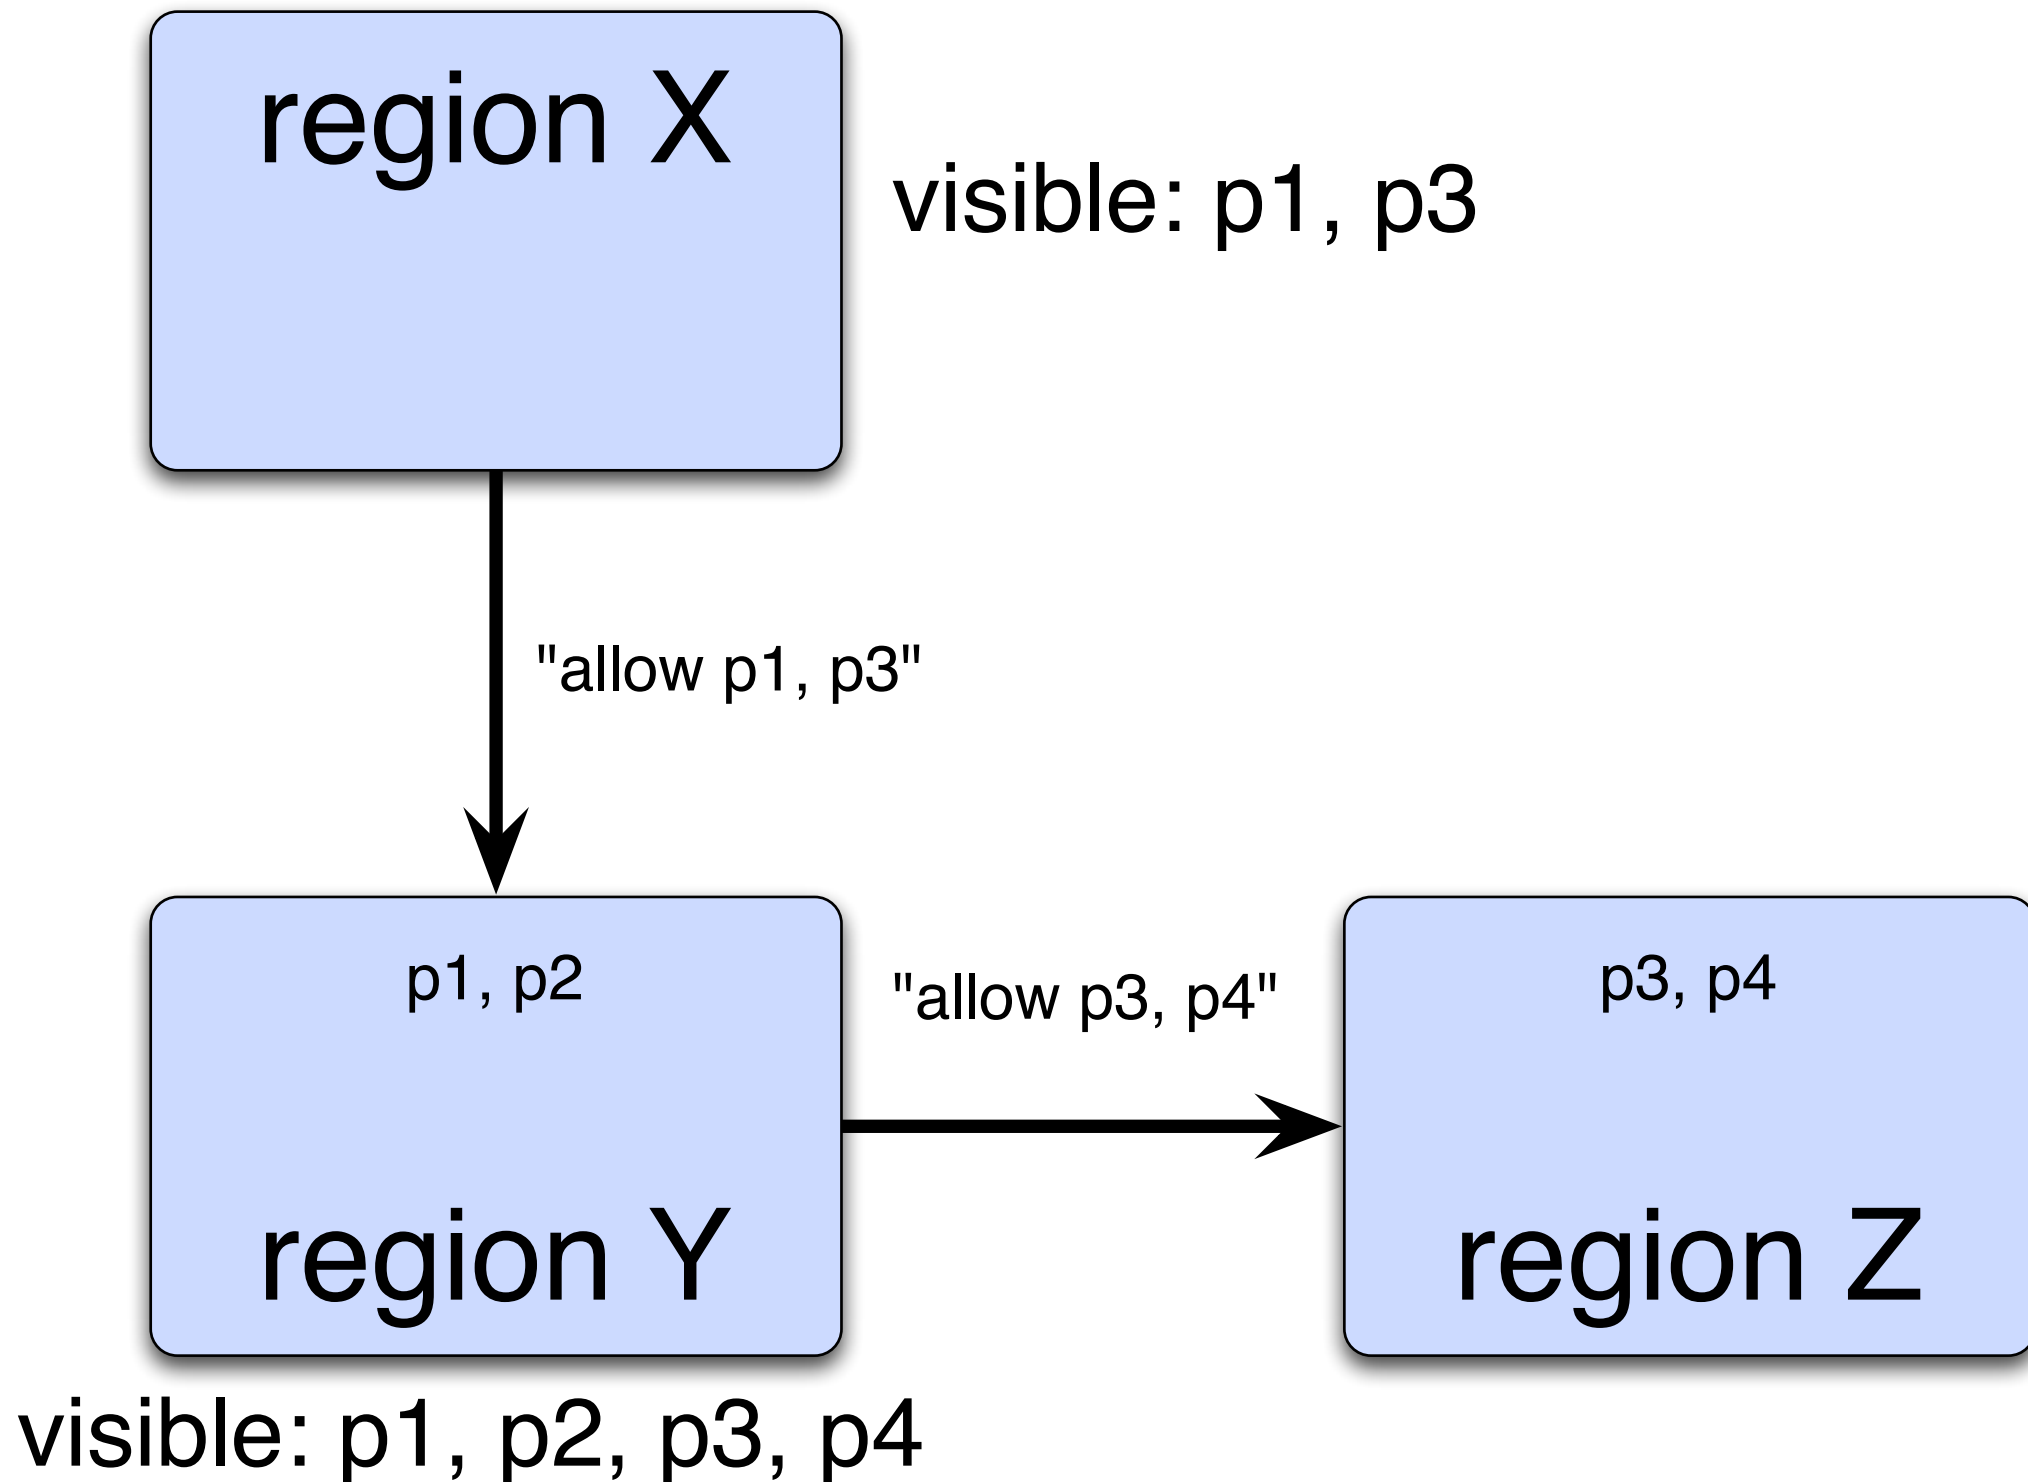 region X
visible: p1, p3
"allow p1, p3"
p1, p2
"allow p3, p4"
p3, p4
region Y
region Z
visible: p1, p2, p3, p4